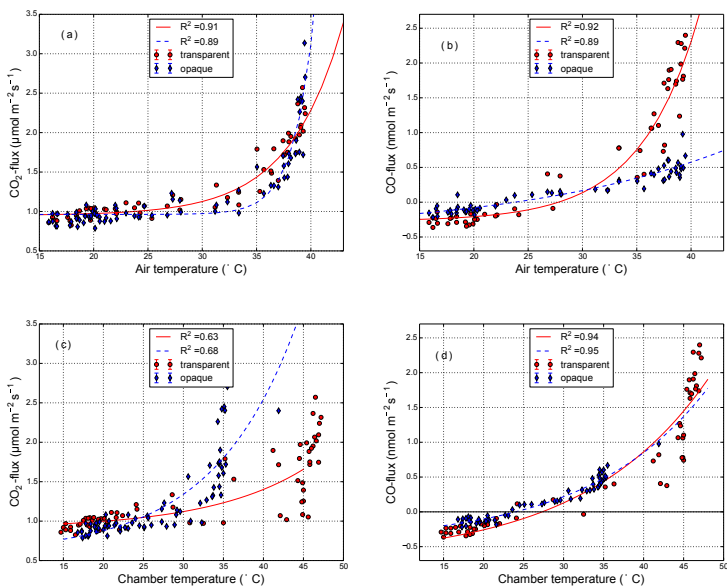 (a)
R²=0.91
R²=0.89
transparent
opaque
CO₂-flux (μmol m⁻² s⁻¹)
3.5
3.0
2.5
2.0
1.5
1.0
0.5
15 20 25 30 35 40
Air temperature (˚ C)
(b)
R²=0.92
R²=0.89
transparent
opaque
CO-flux (nmol m⁻² s⁻¹)
2.5
2.0
1.5
1.0
0.5
0.0
−0.5
15 20 25 30 35 40
Air temperature (˚ C)
(c)
R²=0.63
R²=0.68
transparent
opaque
CO₂-flux (μmol m⁻² s⁻¹)
3.5
3.0
2.5
2.0
1.5
1.0
0.5
10 15 20 25 30 35 40 45 50
Chamber temperature (˚ C)
(d)
R²=0.94
R²=0.95
transparent
opaque
CO-flux (nmol m⁻² s⁻¹)
2.5
2.0
1.5
1.0
0.5
0.0
−0.5
10 15 20 25 30 35 40 45 50
Chamber temperature (˚ C)